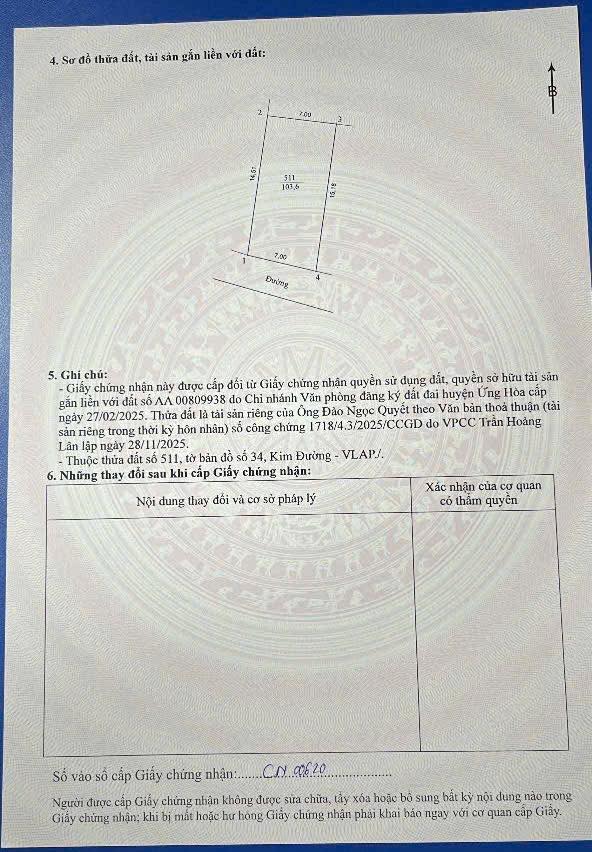 4. Sơ đồ thửa đất, tài sản gắn liền với đất:
B
2 7.00 3
14.61
511
103.6
15.18
1 7.00 4
Đường
5. Ghi chú:
- Giấy chứng nhận này được cấp đổi từ Giấy chứng nhận quyền sử dụng đất, quyền sở hữu tài sản
gắn liền với đất số AA 00809938 do Chi nhánh Văn phòng đăng ký đất đai huyện Ứng Hòa cấp
ngày 27/02/2025. Thửa đất là tài sản riêng của Ông Đào Ngọc Quyết theo Văn bản thoả thuận (tài
sản riêng trong thời kỳ hôn nhân) số công chứng 1718/4.3/2025/CCGD do VPCC Trần Hoàng
Lân lập ngày 28/11/2025.
- Thuộc thửa đất số 511, tờ bản đồ số 34, Kim Đường - VLAP./.
6. Những thay đổi sau khi cấp Giấy chứng nhận:
Nội dung thay đổi và cơ sở pháp lý
Xác nhận của cơ quan
có thẩm quyền
Số vào sổ cấp Giấy chứng nhận:.......CN 00620..................
Người được cấp Giấy chứng nhận không được sửa chữa, tẩy xóa hoặc bổ sung bất kỳ nội dung nào trong
Giấy chứng nhận; khi bị mất hoặc hư hỏng Giấy chứng nhận phải khai báo ngay với cơ quan cấp Giấy.